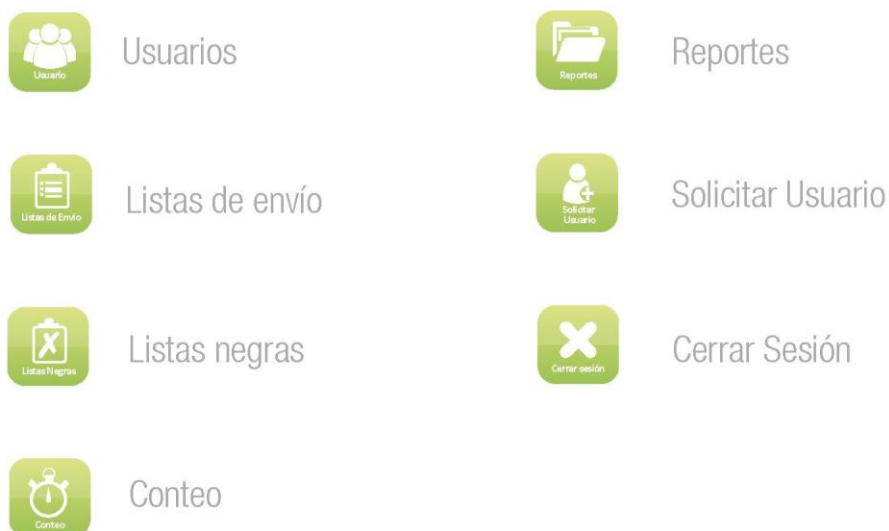 Usuario
Usuarios
Reportes
Reportes
Listas de Envio
Listas de envío
Solicitar
Usuario
Solicitar Usuario
Listas Negras
Listas negras
Cerrar sesión
Cerrar Sesión
Conteo
Conteo